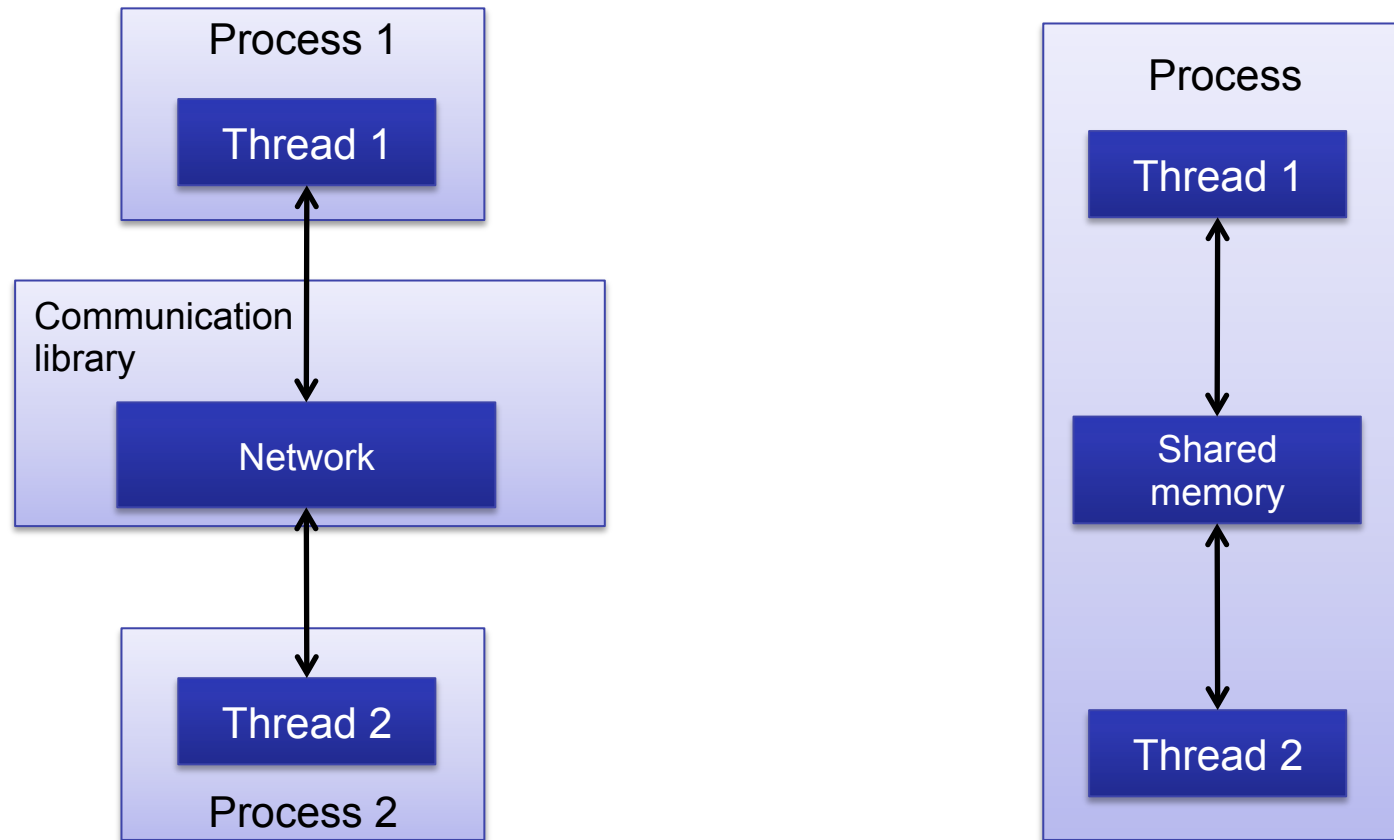 Process 1
Thread 1
Communication
library
Network
Thread 2
Process 2
Process
Thread 1
Shared
memory
Thread 2